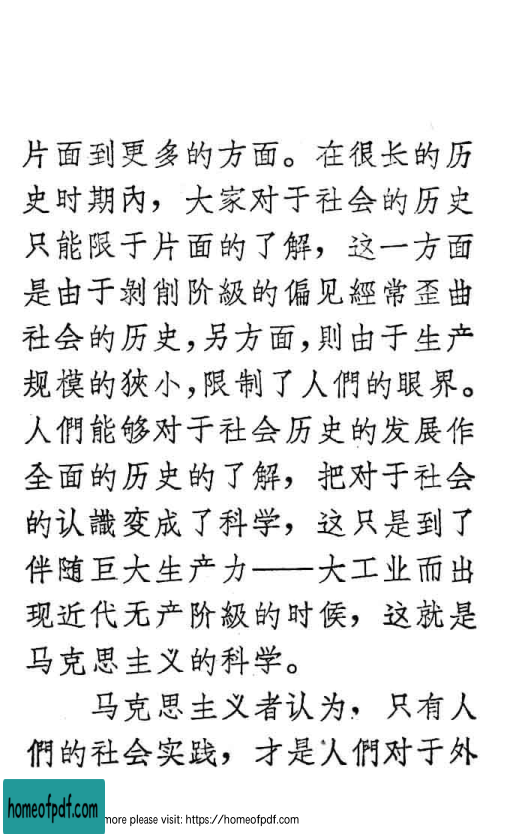 片面到更多的方面。在很长的历
史时期內，大家对于社会的历史
只能限于片面的了解，这一方面
是由于剝削阶級的偏见經常歪曲
社会的历史，另方面，則由于生产
规模的狹小，限制了人們的眼界。
人們能够对于社会历史的发展作
全面的历史的了解，把对于社会
的认識变成了科学，这只是到了
伴随巨大生产力——大工业而出
现近代无产阶級的时候，这就是
马克思主义的科学。
马克思主义者认为，只有人
們的社会实践，才是人們对于外
homeofpdf.com
more please visit: https://homeofpdf.com